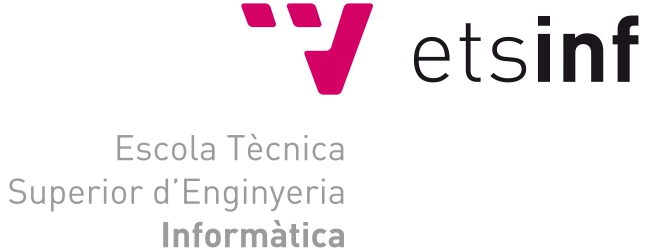 etsinf
Escola Tècnica
Superior d’Enginyeria
Informàtica